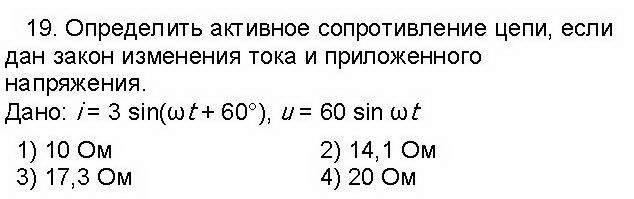 19. Определить активное сопротивление цепи, если
дан закон изменения тока и приложенного
напряжения.
Дано: i = 3 sin(ωt + 60°), u = 60 sin ωt
1) 10 Ом 2) 14,1 Ом
3) 17,3 Ом 4) 20 Ом